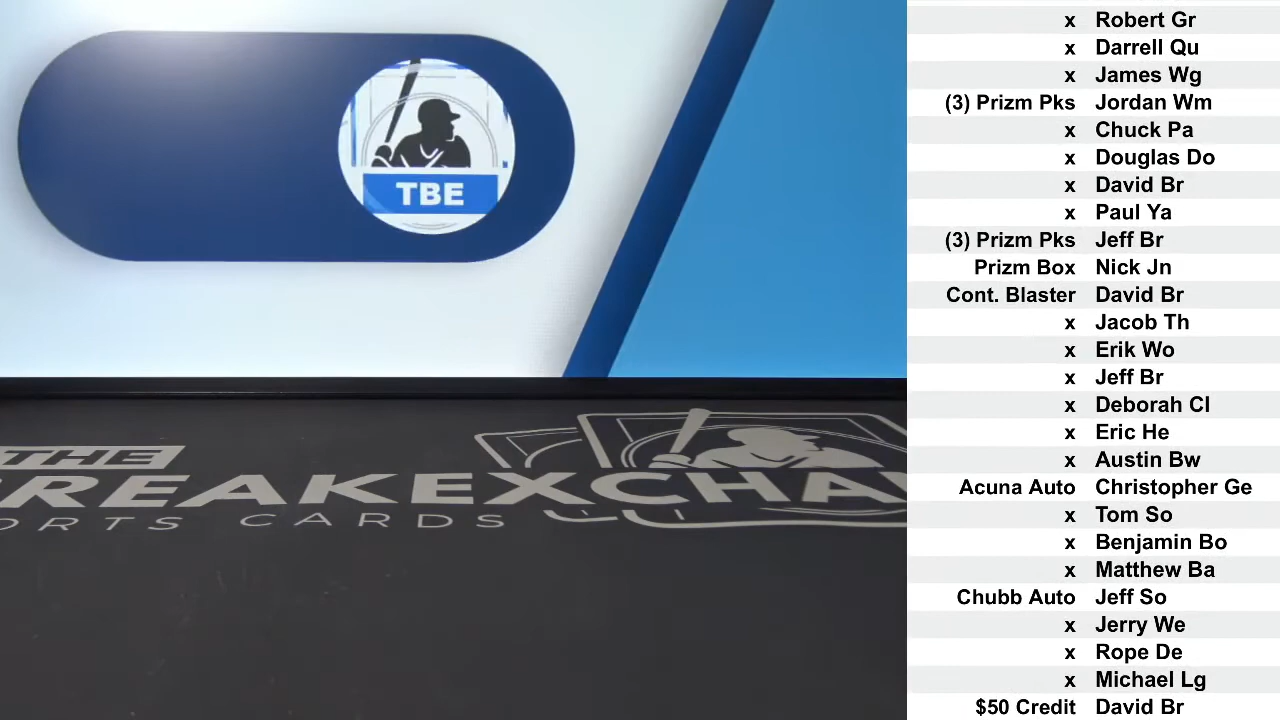 TBE
THE
BREAKEXCHA
ORTS CARDS
x Robert Gr
x Darrell Qu
x James Wg
(3) Prizm Pks Jordan Wm
x Chuck Pa
x Douglas Do
x David Br
x Paul Ya
(3) Prizm Pks Jeff Br
Prizm Box Nick Jn
Cont. Blaster David Br
x Jacob Th
x Erik Wo
x Jeff Br
x Deborah Cl
x Eric He
x Austin Bw
Acuna Auto Christopher Ge
x Tom So
x Benjamin Bo
x Matthew Ba
Chubb Auto Jeff So
x Jerry We
x Rope De
x Michael Lg
$50 Credit David Br